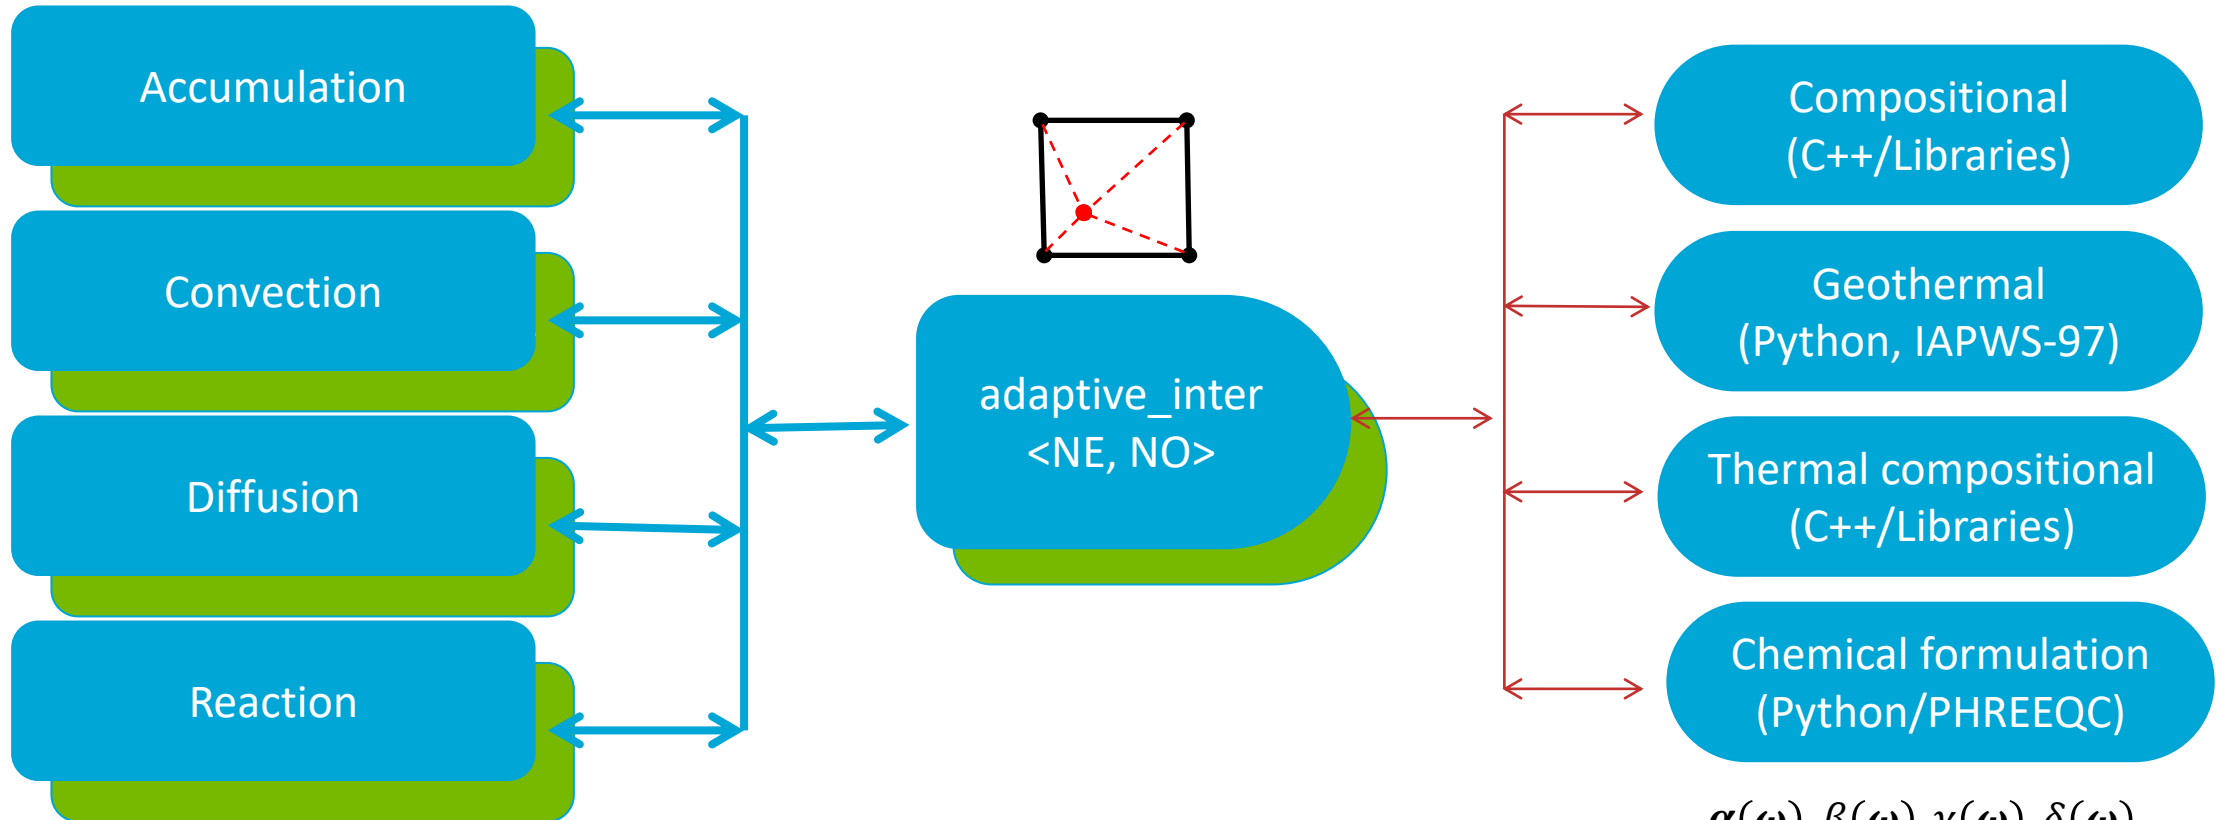 Accumulation
Convection
Diffusion
Reaction
adaptive_inter
<NE, NO>
Compositional
(C++/Libraries)
Geothermal
(Python, IAPWS-97)
Thermal compositional
(C++/Libraries)
Chemical formulation
(Python/PHREEQC)
α(ω) β(ω) γ(ω) δ(ω)